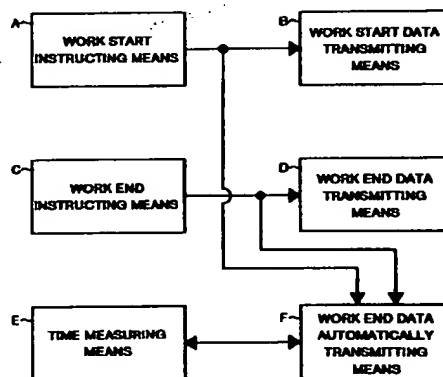 A
WORK START
INSTRUCTING MEANS
B
WORK START DATA
TRANSMITTING
MEANS
C
WORK END
INSTRUCTING MEANS
D
WORK END DATA
TRANSMITTING
MEANS
E
TIME MEASURING
MEANS
F
WORK END DATA
AUTOMATICALLY
TRANSMITTING
MEANS